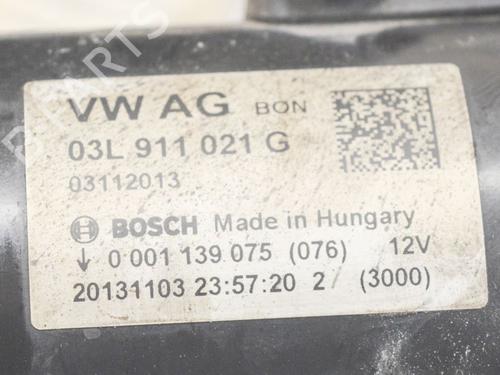 VW AG BON
03L 911 021 G
03112013
BOSCH Made in Hungary
↓ 0 001 139 075 (076) 12V
20131103 23:57:20 2 (3000)